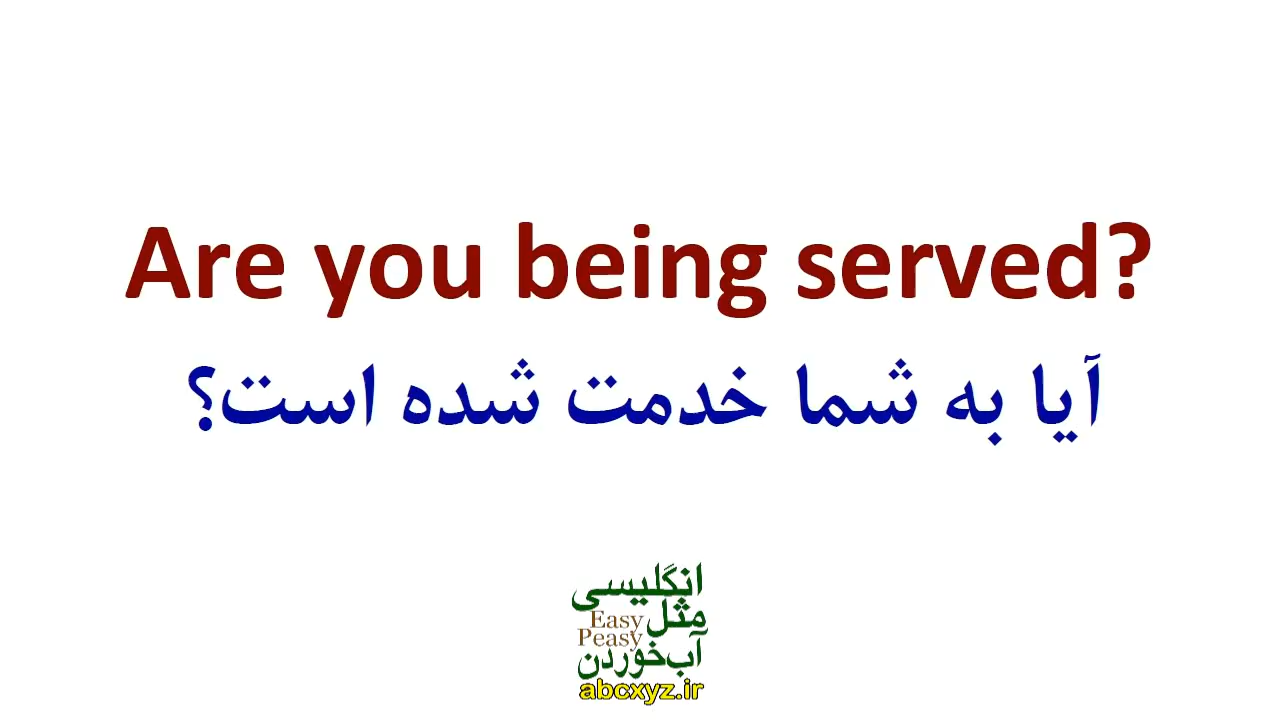 Are you being served?
آیا به شما خدمت شده است؟
انگلیسی
مثل
Easy
Peasy
آب‌خوردن
abcxyz.ir